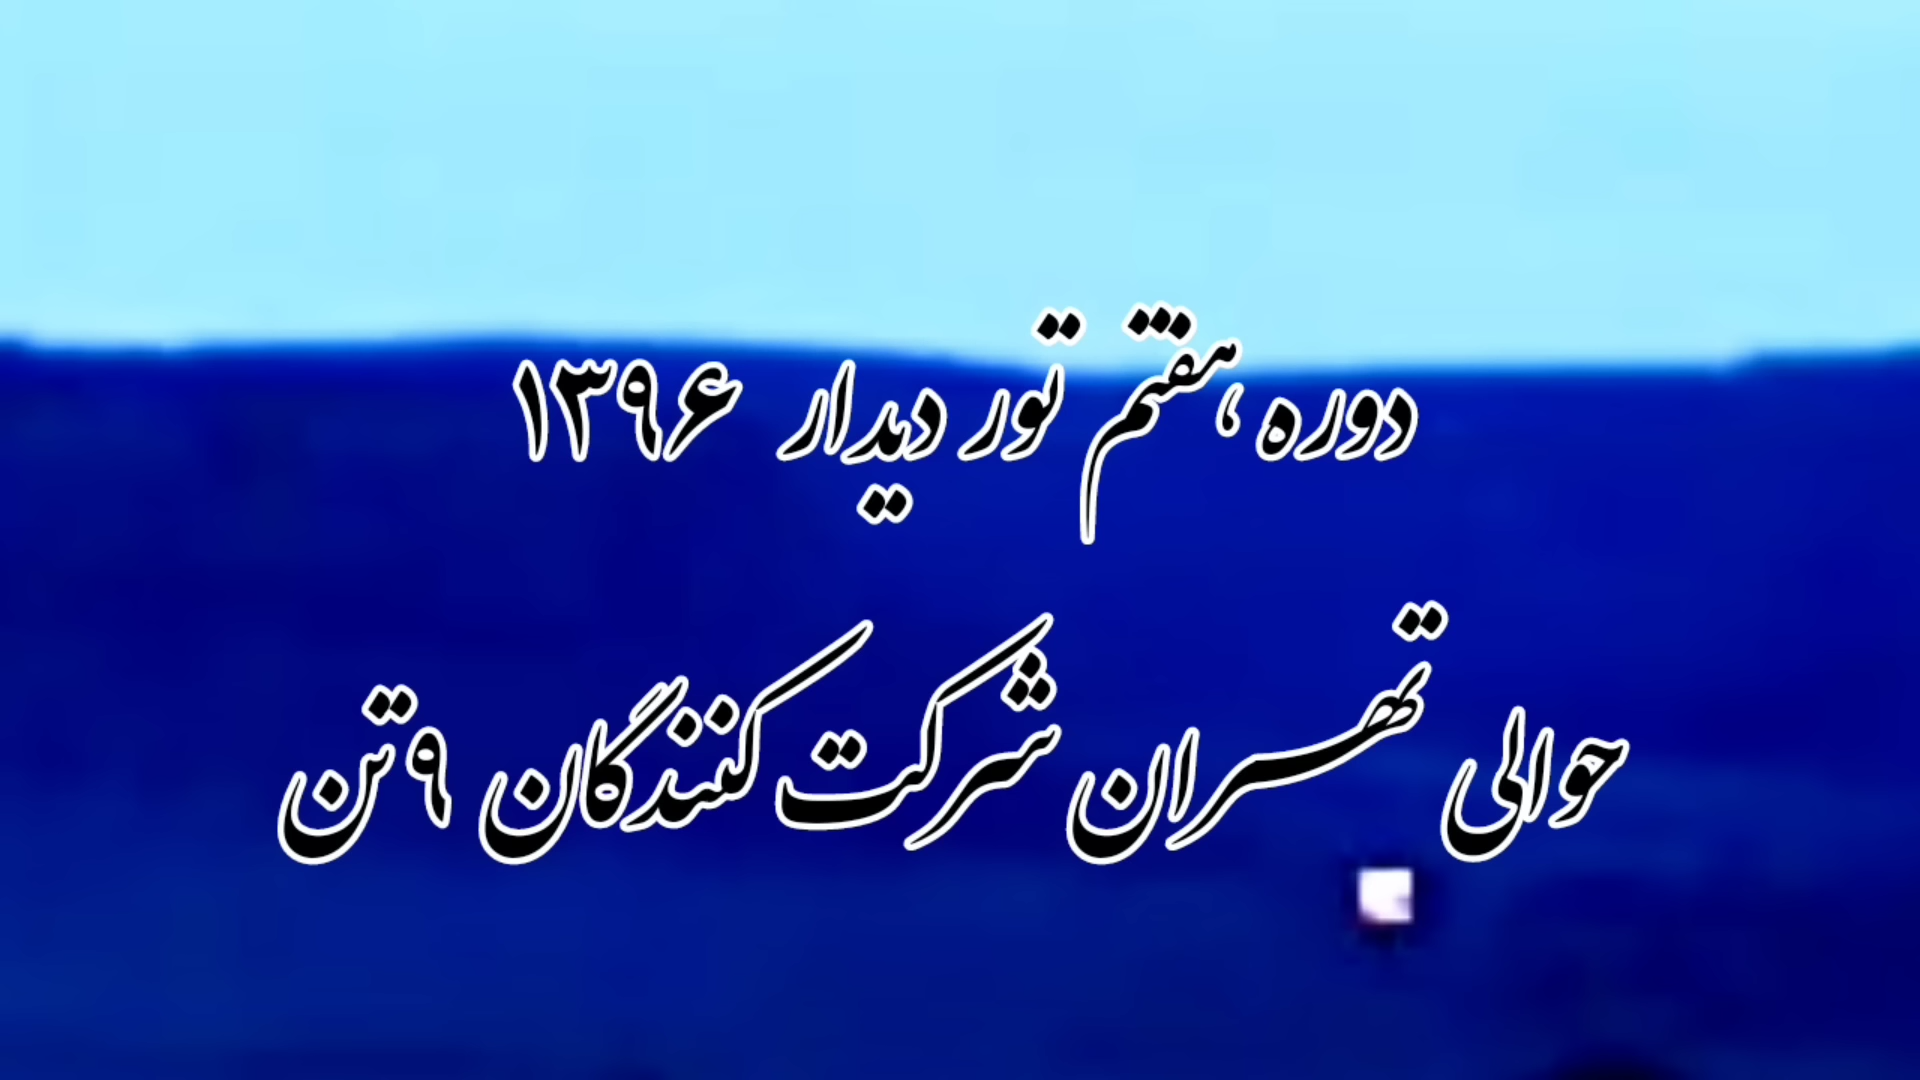 دوره هفتم تور دیدار ۱۳۹۶
حوالی تهران شرکت کنندگان ۹ تن